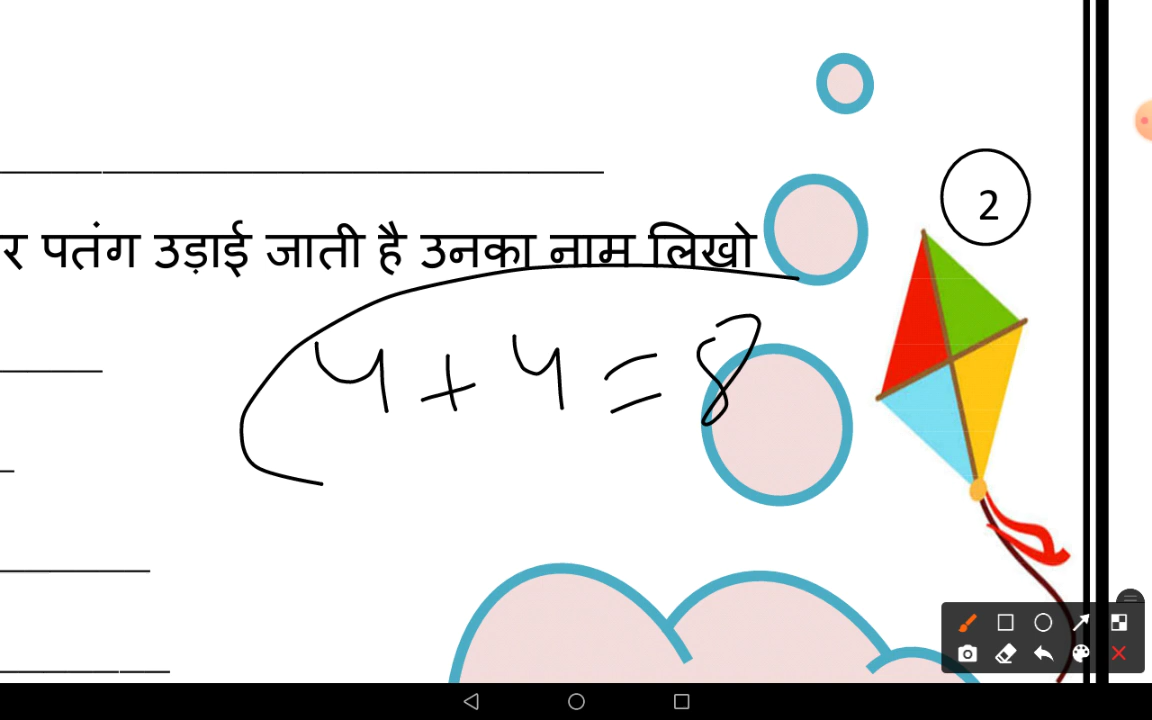 2
र पतंग उड़ाई जाती है उनका नाम लिखो
4+4=8